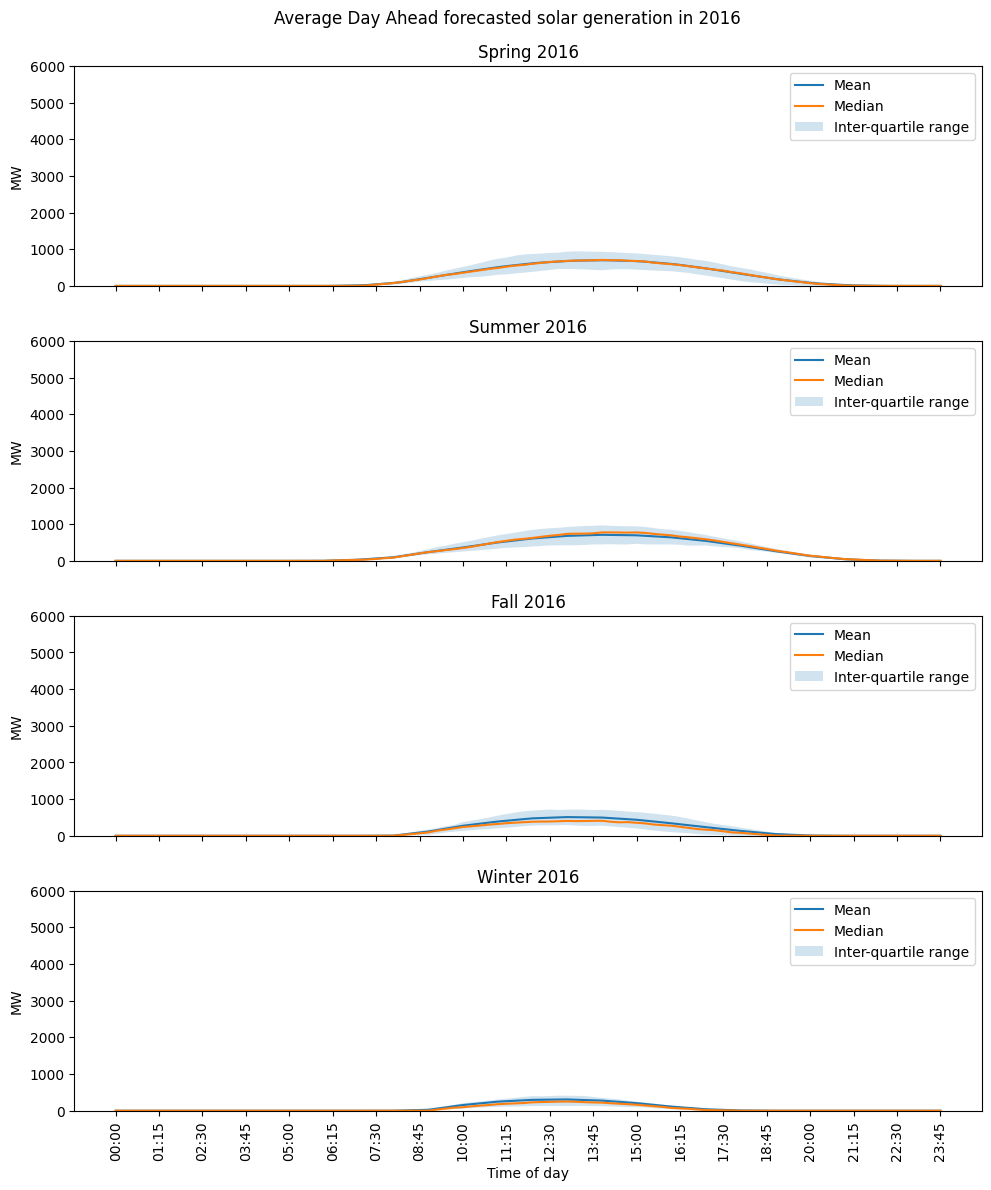 Average Day Ahead forecasted solar generation in 2016
Spring 2016
6000
5000
4000
3000
2000
1000
0
MW
Mean
Median
Inter-quartile range
Summer 2016
6000
5000
4000
3000
2000
1000
0
MW
Mean
Median
Inter-quartile range
Fall 2016
6000
5000
4000
3000
2000
1000
0
MW
Mean
Median
Inter-quartile range
Winter 2016
6000
5000
4000
3000
2000
1000
0
MW
Mean
Median
Inter-quartile range
00:00
01:15
02:30
03:45
05:00
06:15
07:30
08:45
10:00
11:15
12:30
13:45
15:00
16:15
17:30
18:45
20:00
21:15
22:30
23:45
Time of day